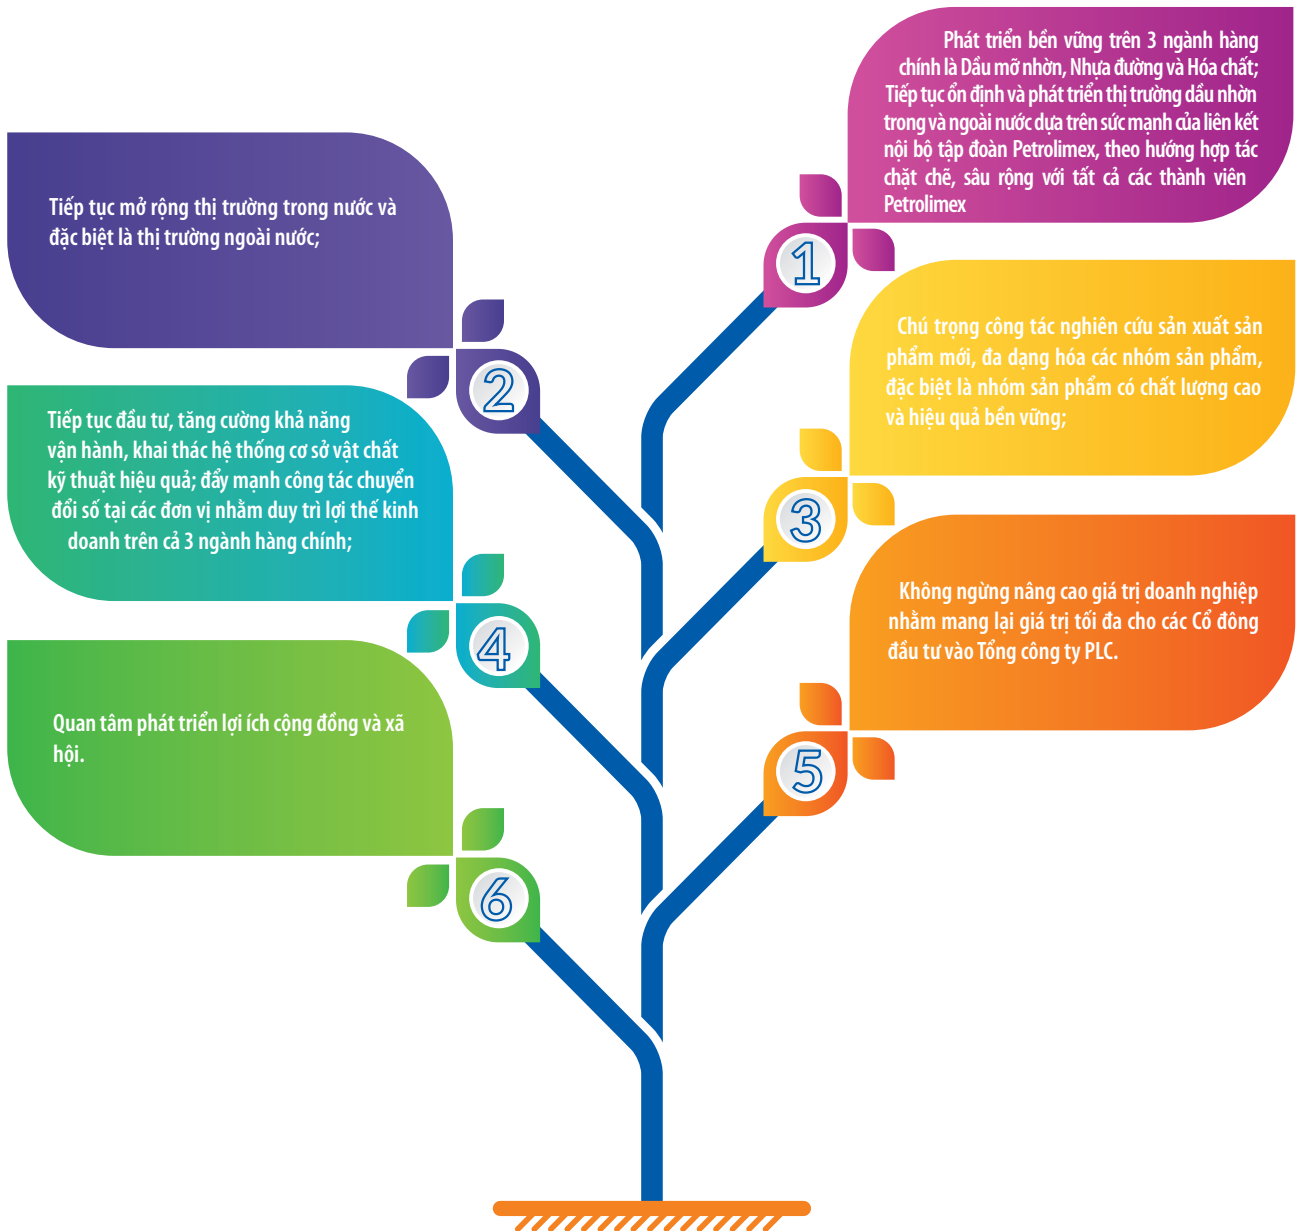 Phát triển bền vững trên 3 ngành hàng
chính là Dầu mỡ nhờn, Nhựa đường và Hóa chất;
Tiếp tục ổn định và phát triển thị trường dầu nhờn
trong và ngoài nước dựa trên sức mạnh của liên kết
nội bộ tập đoàn Petrolimex, theo hướng hợp tác
chặt chẽ, sâu rộng với tất cả các thành viên
Petrolimex
1
Tiếp tục mở rộng thị trường trong nước và
đặc biệt là thị trường ngoài nước;
2
Chú trọng công tác nghiên cứu sản xuất sản
phẩm mới, đa dạng hóa các nhóm sản phẩm,
đặc biệt là nhóm sản phẩm có chất lượng cao
và hiệu quả bền vững;
3
Tiếp tục đầu tư, tăng cường khả năng
vận hành, khai thác hệ thống cơ sở vật chất
kỹ thuật hiệu quả; đẩy mạnh công tác chuyển
đổi số tại các đơn vị nhằm duy trì lợi thế kinh
doanh trên cả 3 ngành hàng chính;
4
Không ngừng nâng cao giá trị doanh nghiệp
nhằm mang lại giá trị tối đa cho các Cổ đông
đầu tư vào Tổng công ty PLC.
5
Quan tâm phát triển lợi ích cộng đồng và xã
hội.
6